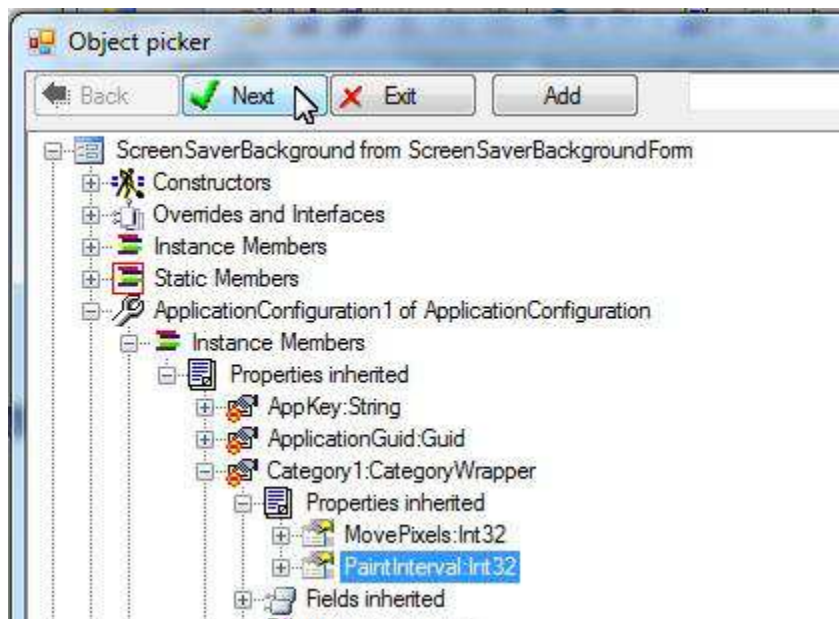 Object picker
Back Next Exit Add
ScreenSaverBackground from ScreenSaverBackgroundForm
Constructors
Overrides and Interfaces
Instance Members
Static Members
ApplicationConfiguration1 of ApplicationConfiguration
Instance Members
Properties inherited
AppKey:String
ApplicationGuid:Guid
Category1:CategoryWrapper
Properties inherited
MovePixels:Int32
PaintInterval:Int32
Fields inherited